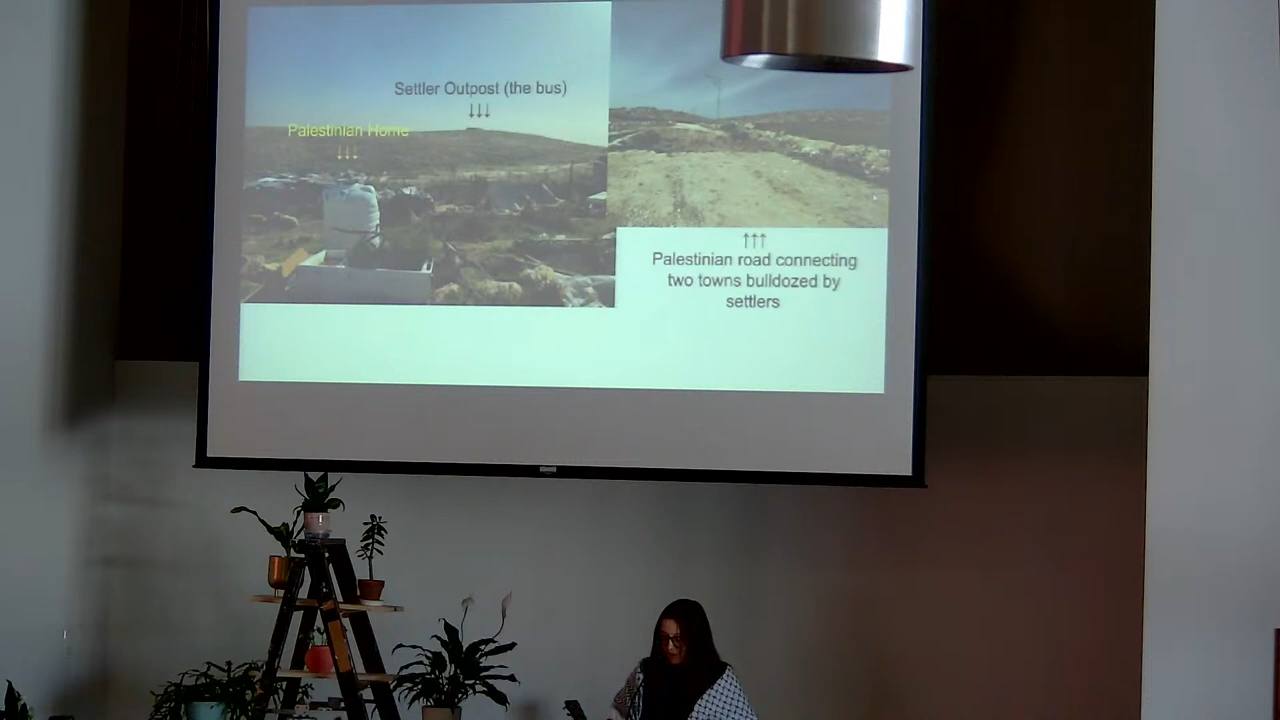 Settler Outpost (the bus)
↓↓↓
Palestinian Home
↓↓↓
↑↑↑
Palestinian road connecting
two towns bulldozed by
settlers